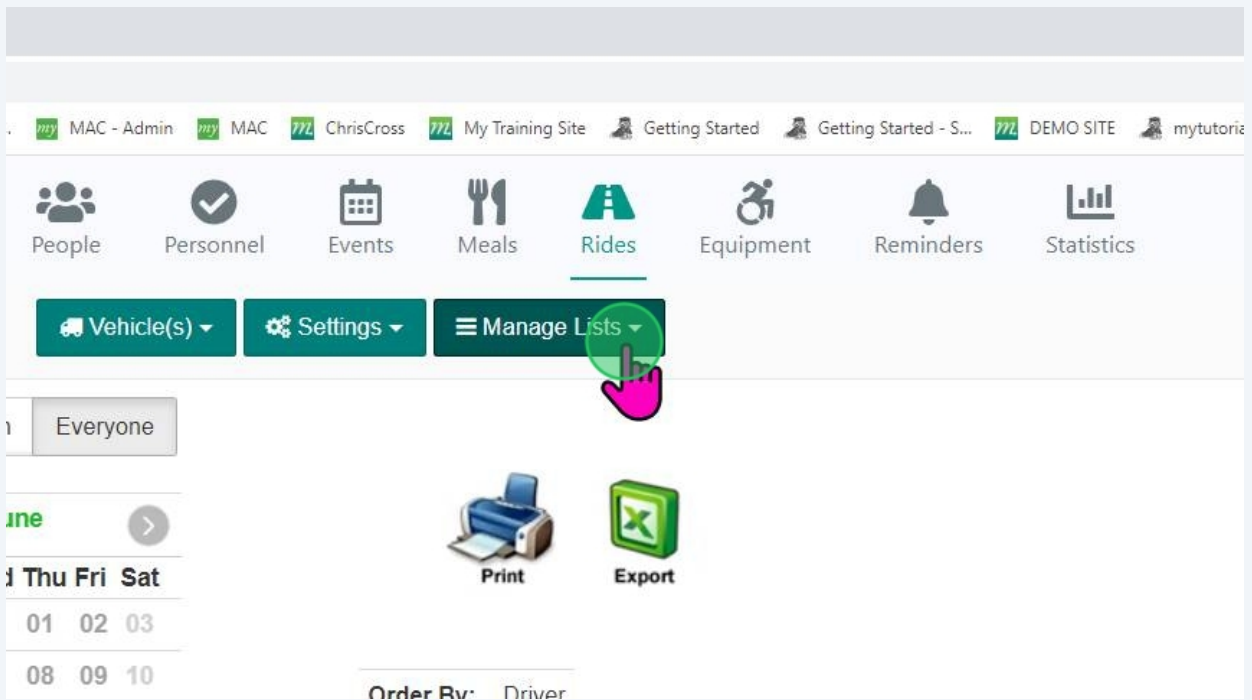 my MAC - Admin my MAC m ChrisCross m My Training Site Getting Started Getting Started - S... m DEMO SITE mytutoria
People Personnel Events Meals Rides Equipment Reminders Statistics
Vehicle(s) Settings Manage Lists
Everyone
une
d Thu Fri Sat
Print Export
01 02 03
08 09 10
Order By: Driver